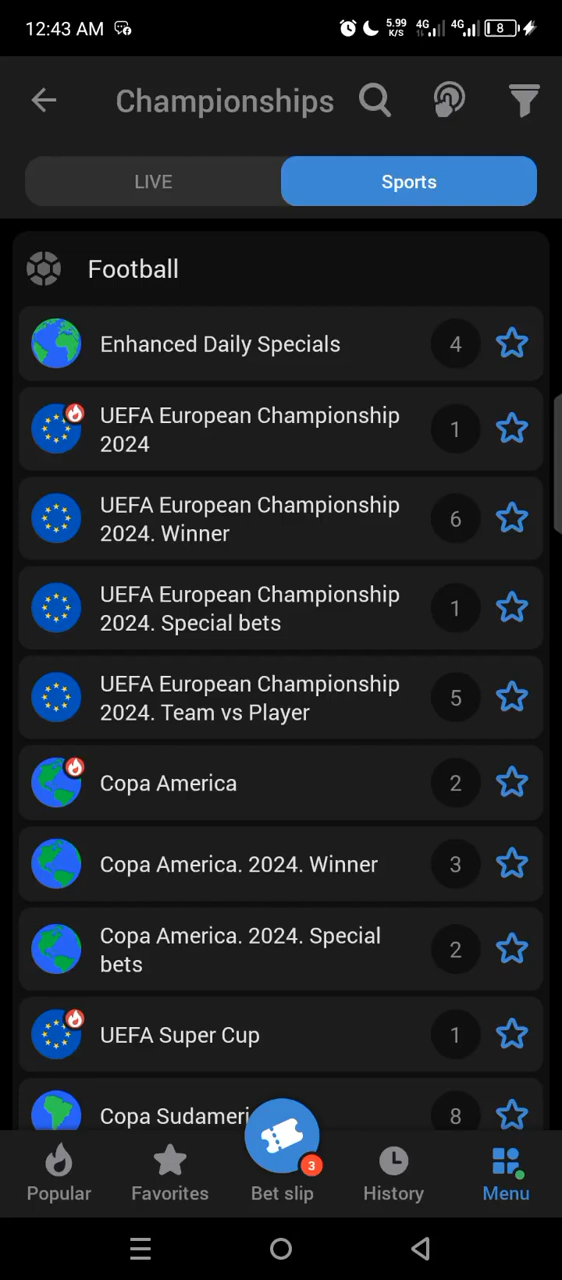 12:43 AM
5.99
K/S
4G
4G
8
Championships
LIVE
Sports
Football
Enhanced Daily Specials
4
UEFA European Championship
2024
1
UEFA European Championship
2024. Winner
6
UEFA European Championship
2024. Special bets
1
UEFA European Championship
2024. Team vs Player
5
Copa America
2
Copa America. 2024. Winner
3
Copa America. 2024. Special
bets
2
UEFA Super Cup
1
Copa Sudameri
8
3
Popular
Favorites
Bet slip
History
Menu